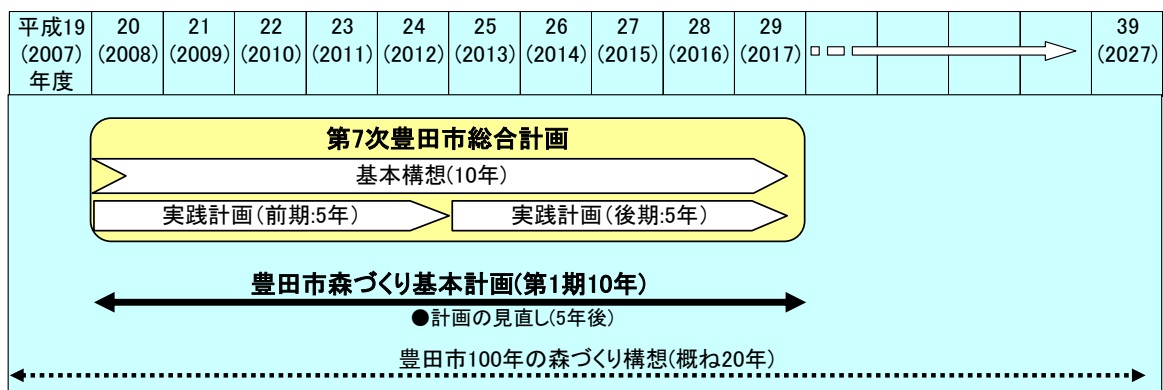 平成19 20 21 22 23 24 25 26 27 28 29 39
(2007) (2008) (2009) (2010) (2011) (2012) (2013) (2014) (2015) (2016) (2017) (2027)
年度
第7次豊田市総合計画
基本構想(10年)
実践計画(前期:5年) 実践計画(後期:5年)
豊田市森づくり基本計画(第1期10年)
●計画の見直し(5年後)
豊田市100年の森づくり構想(概ね20年)